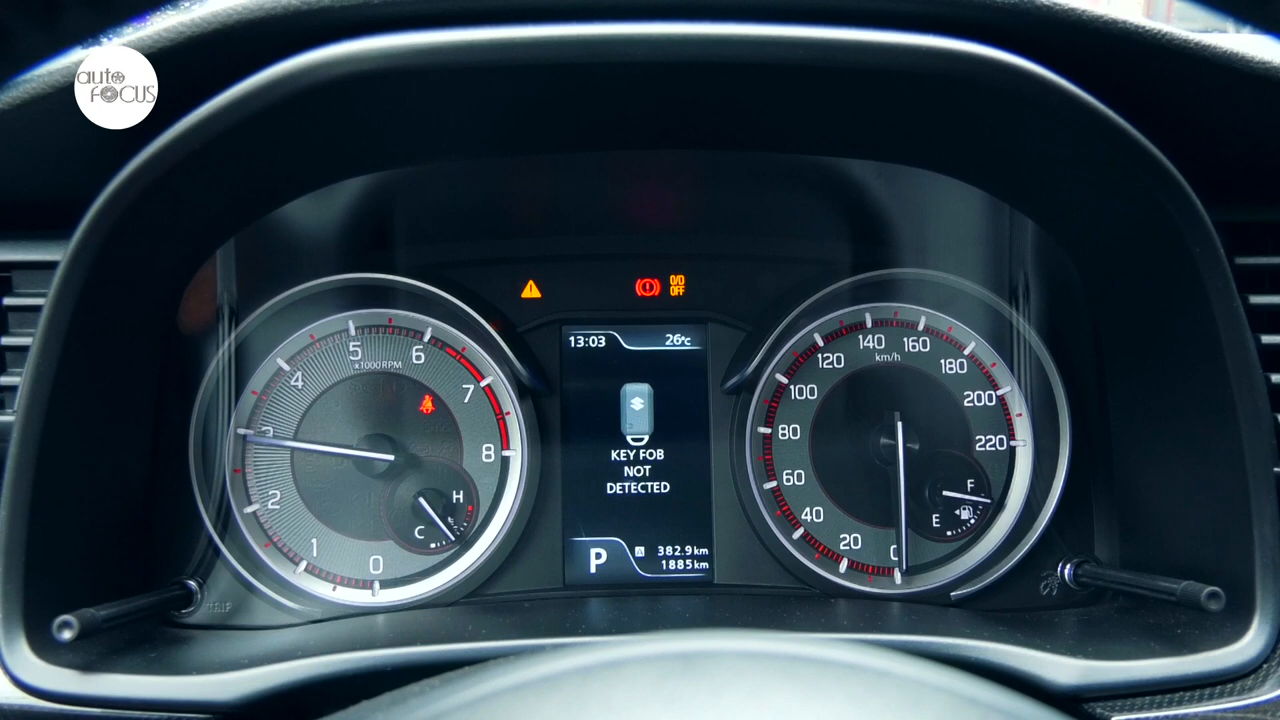 auto
FOCUS
O/D
OFF
13:03 26°C
KEY FOB
NOT
DETECTED
P A 382.9km
1885km
0
1
2
3
4
5
6
7
8
x1000RPM
H
C
0
20
40
60
80
100
120
140
160
180
200
220
km/h
F
E
TRIP